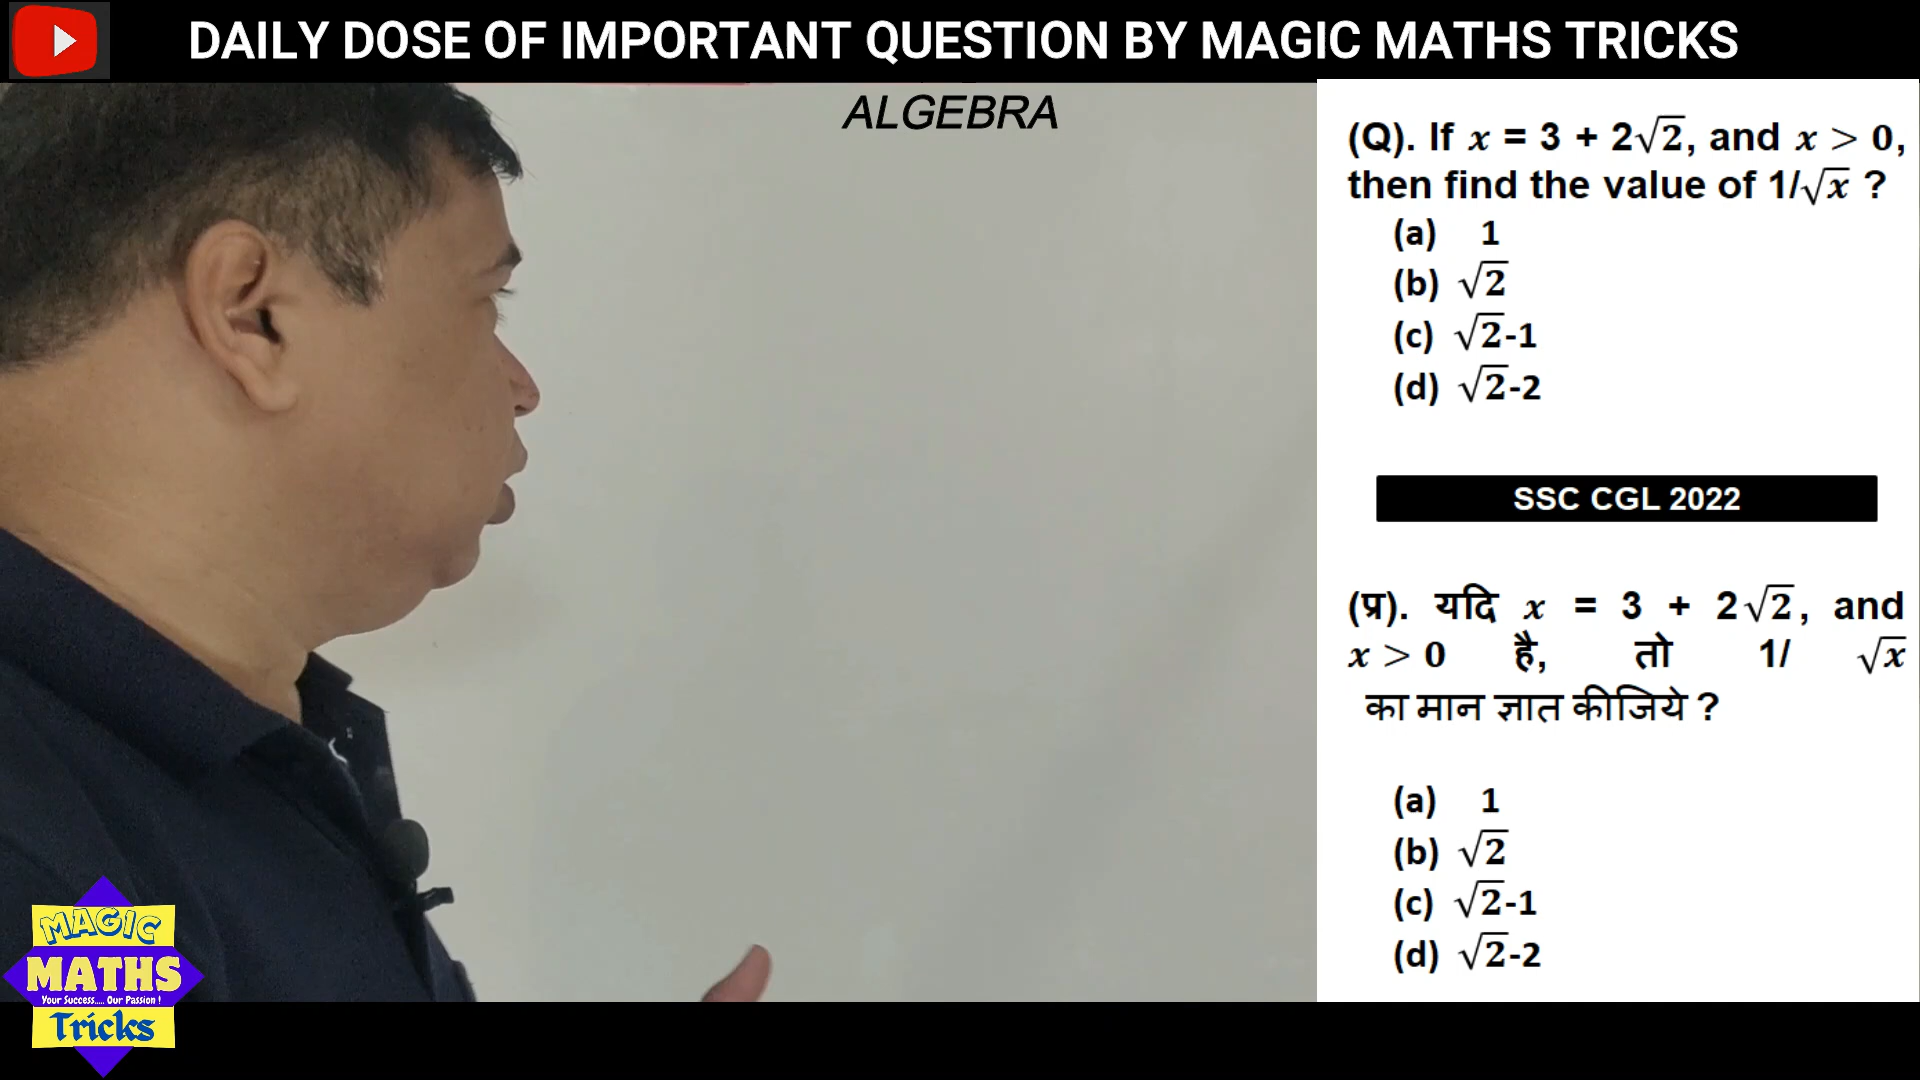 DAILY DOSE OF IMPORTANT QUESTION BY MAGIC MATHS TRICKS
ALGEBRA
(Q). If x = 3 + 2√2, and x > 0,
then find the value of 1/√x ?
(a) 1
(b) √2
(c) √2-1
(d) √2-2
SSC CGL 2022
(प्र). यदि x = 3 + 2√2, and
x > 0 है, तो 1/ √x
का मान ज्ञात कीजिये ?
(a) 1
(b) √2
(c) √2-1
(d) √2-2
MAGIC
MATHS
Your Success..... Our Passion !
Tricks